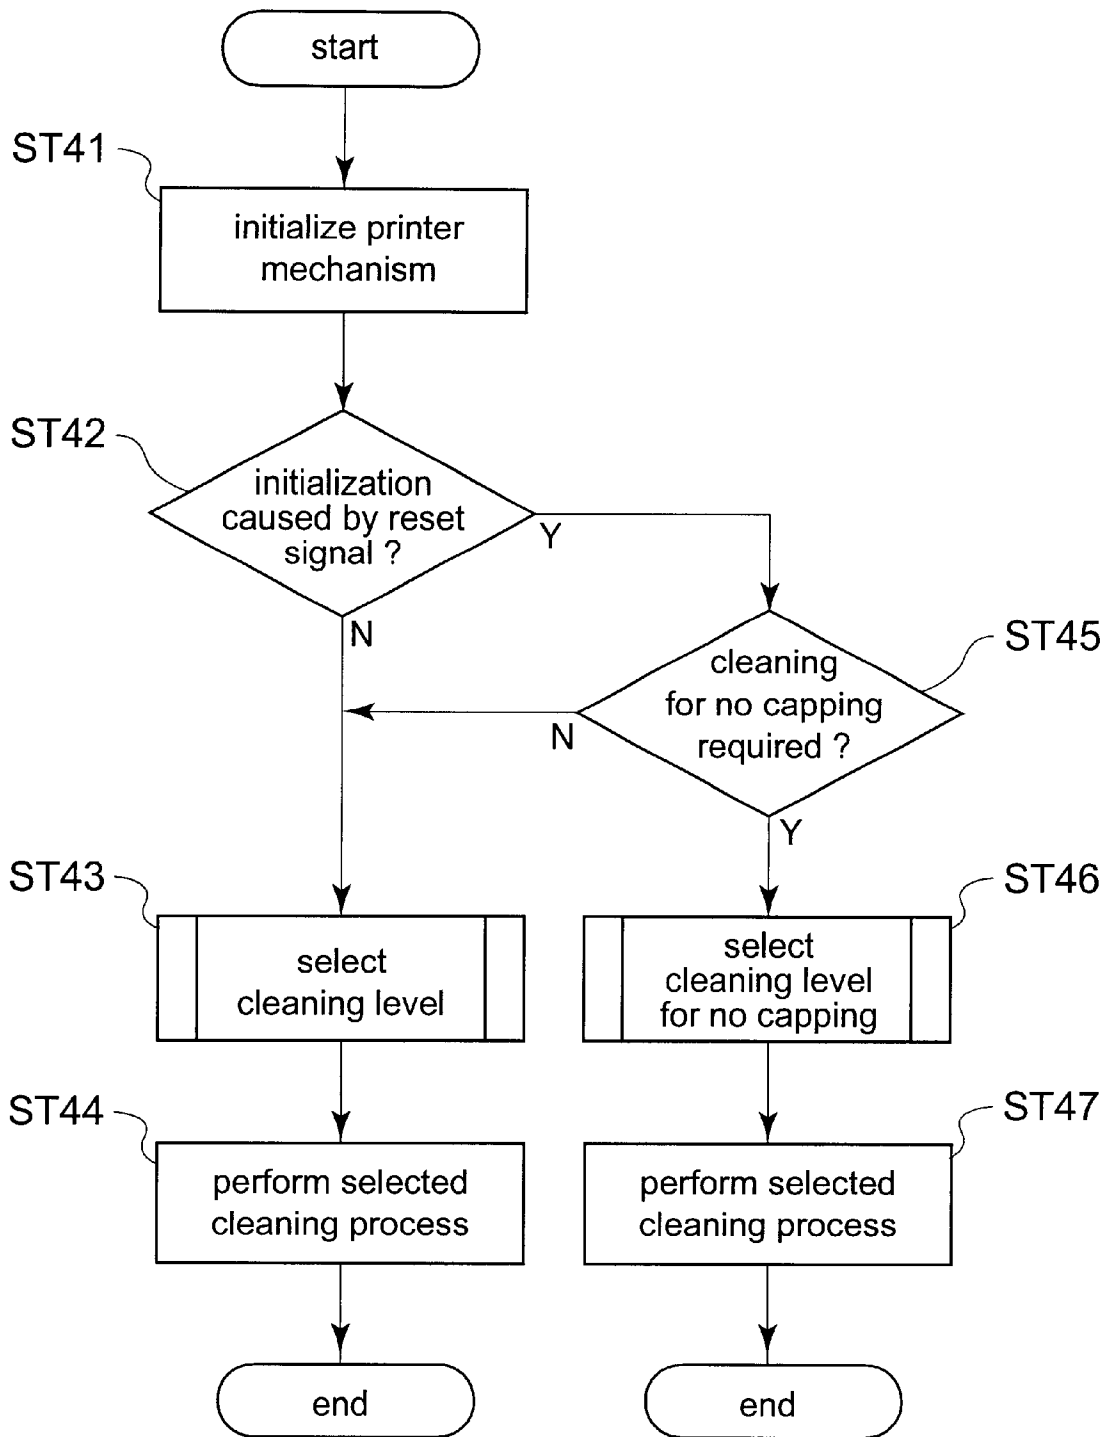 start
ST41
initialize printer
mechanism
ST42
initialization
caused by reset
signal ?
Y
N
ST45
cleaning
for no capping
required ?
N
Y
ST43
select
cleaning level
ST46
select
cleaning level
for no capping
ST44
perform selected
cleaning process
ST47
perform selected
cleaning process
end
end